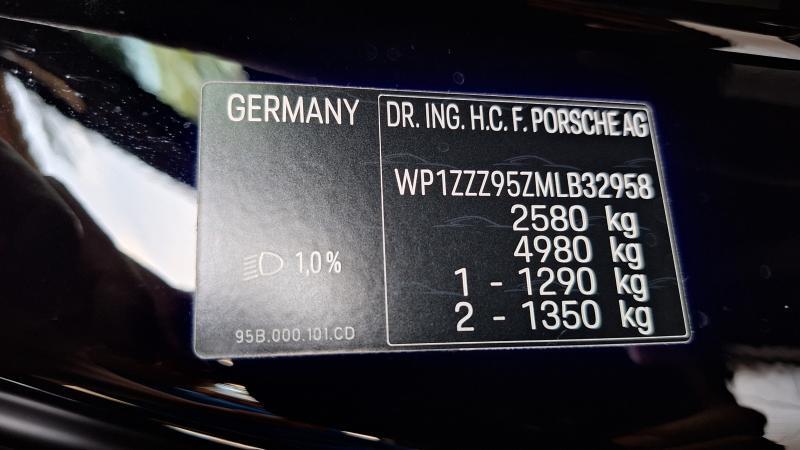 GERMANY
1,0%
95B.000.101.CD
DR. ING. H.C. F. PORSCHE AG
WP1ZZZ95ZMLB32958
2580 kg
4980 kg
1 - 1290 kg
2 - 1350 kg